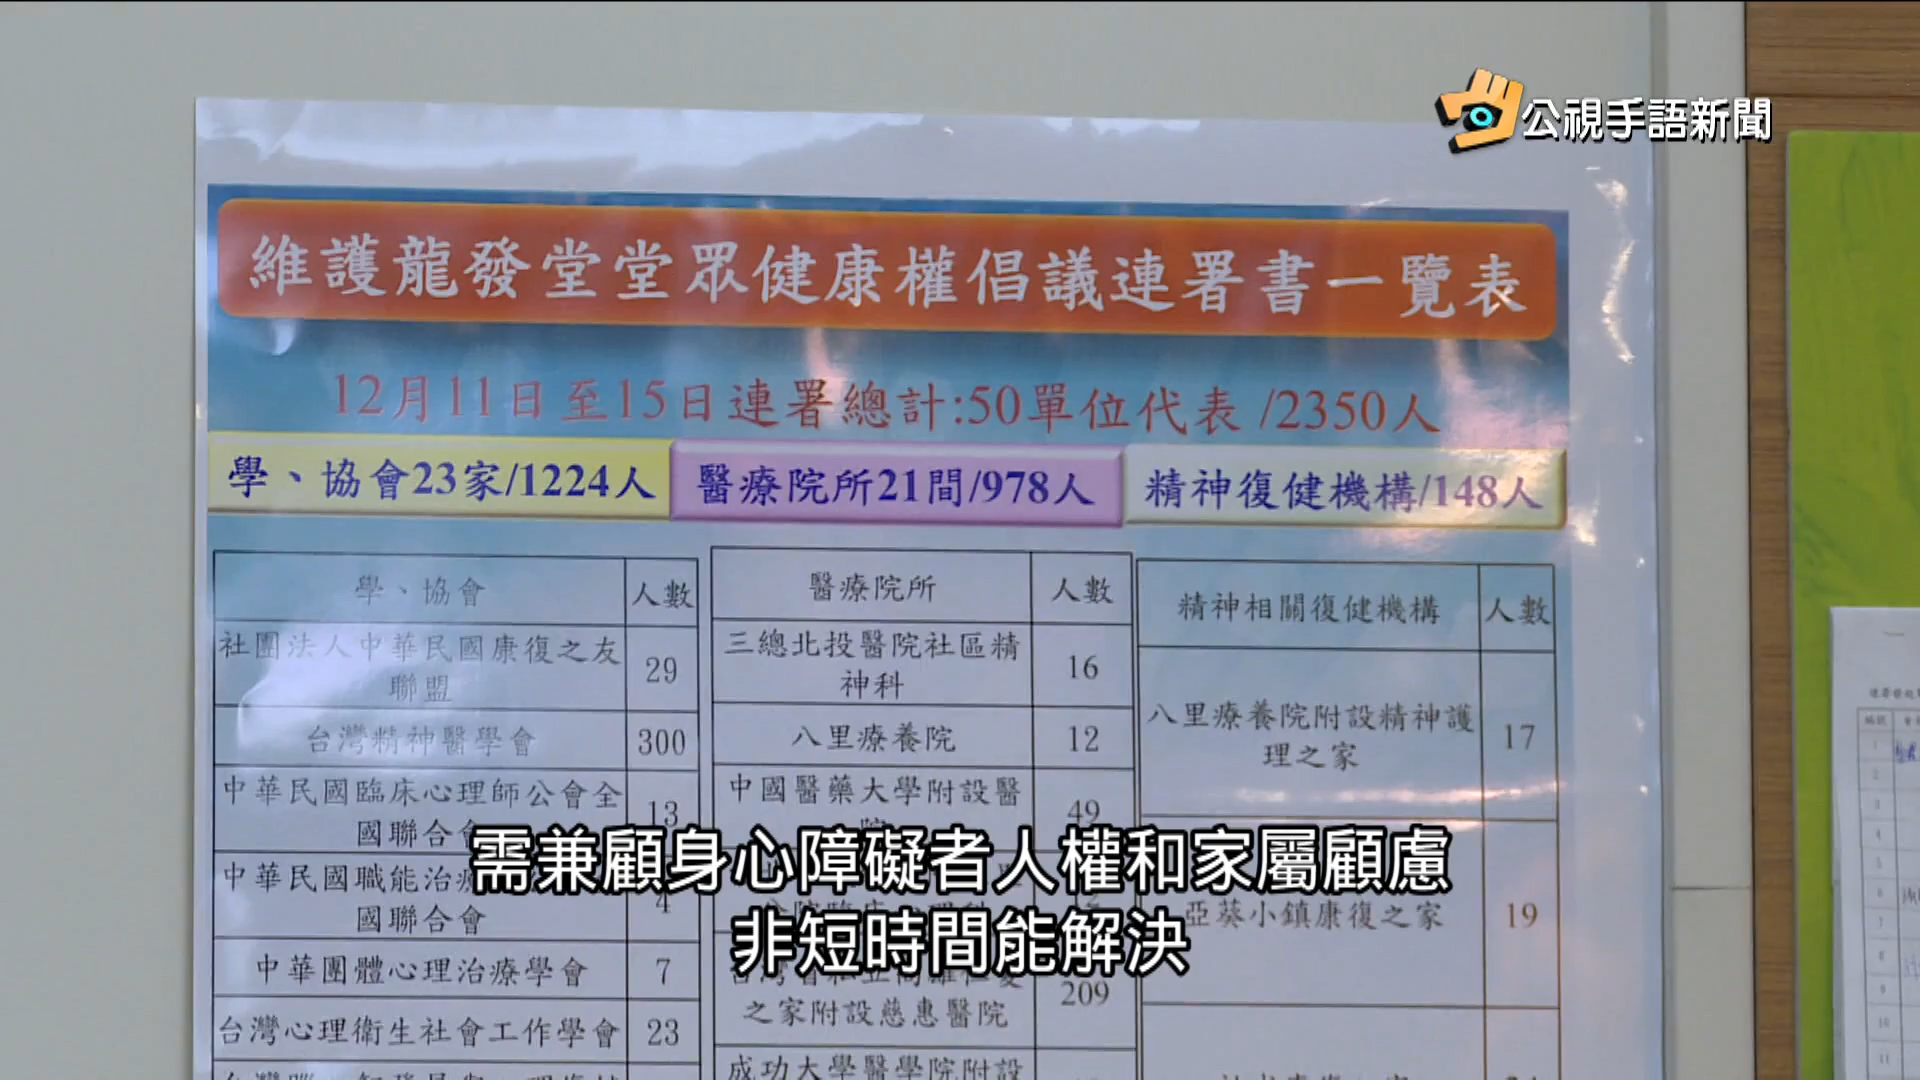 公視手語新聞
維護龍發堂堂眾健康權倡議連署書一覽表
12月11日至15日連署總計:50單位代表 /2350人
學、協會23家/1224人
醫療院所21間/978人
精神復健機構/148人
學、協會 人數
社團法人中華民國康復之友
聯盟 29
台灣精神醫學會 300
中華民國臨床心理師公會全
國聯合會 13
中華民國職能治療
國聯合會 4
中華團體心理治療學會 7
台灣心理衛生社會工作學會 23
醫療院所 人數
三總北投醫院社區精
神科 16
八里療養院 12
中國醫藥大學附設醫
49
之家附設慈惠醫院 209
成功大學醫學院附設
精神相關復健機構 人數
八里療養院附設精神護
理之家 17
亞葵小鎮康復之家 19
需兼顧身心障礙者人權和家屬顧慮
非短時間能解決